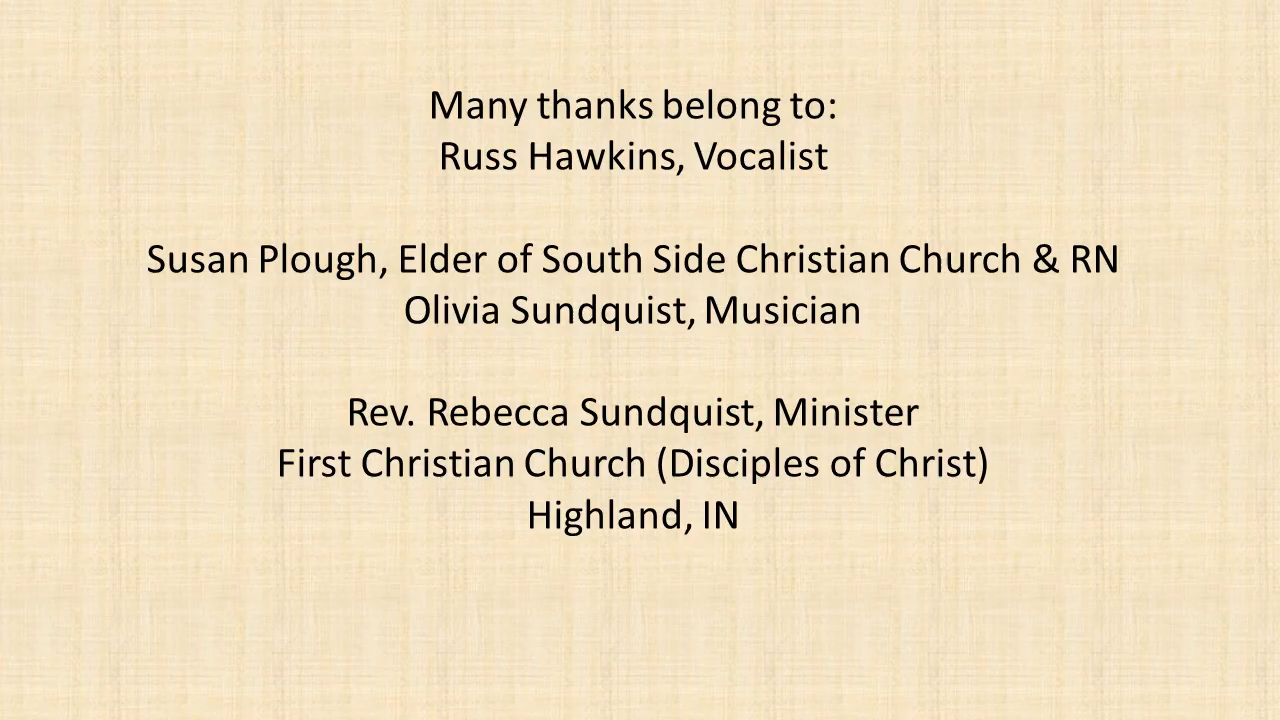 Many thanks belong to:
Russ Hawkins, Vocalist
Susan Plough, Elder of South Side Christian Church & RN
Olivia Sundquist, Musician
Rev. Rebecca Sundquist, Minister
First Christian Church (Disciples of Christ)
Highland, IN